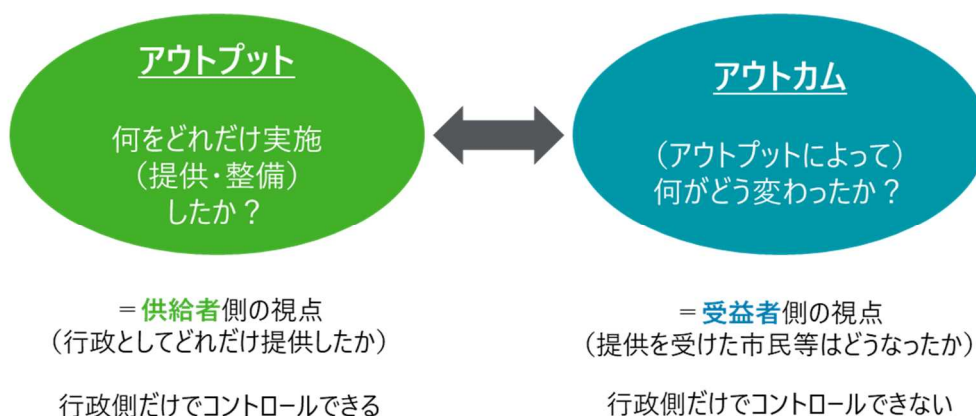 アウトプット
何をどれだけ実施
(提供・整備)
したか？
アウトカム
(アウトプットによって)
何がどう変わったか？
=供給者側の視点
(行政としてどれだけ提供したか)
行政側だけでコントロールできる
=受益者側の視点
(提供を受けた市民等はどうなったか)
行政側だけでコントロールできない